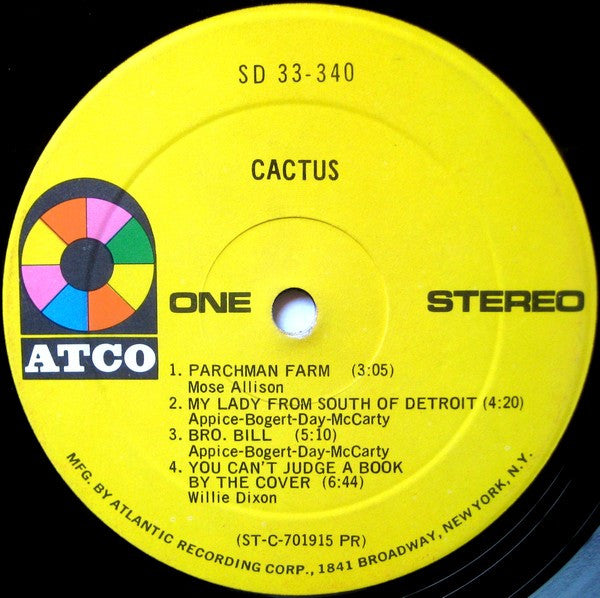 SD 33-340
CACTUS
ONE
STEREO
ATCO
1. PARCHMAN FARM (3:05)
Mose Allison
2. MY LADY FROM SOUTH OF DETROIT (4:20)
Appice-Bogert-Day-McCarty
3. BRO. BILL (5:10)
Appice-Bogert-Day-McCarty
4. YOU CAN'T JUDGE A BOOK
BY THE COVER (6:44)
Willie Dixon
(ST-C-701915 PR)
MFG. BY ATLANTIC RECORDING CORP., 1841 BROADWAY, NEW YORK, N.Y.